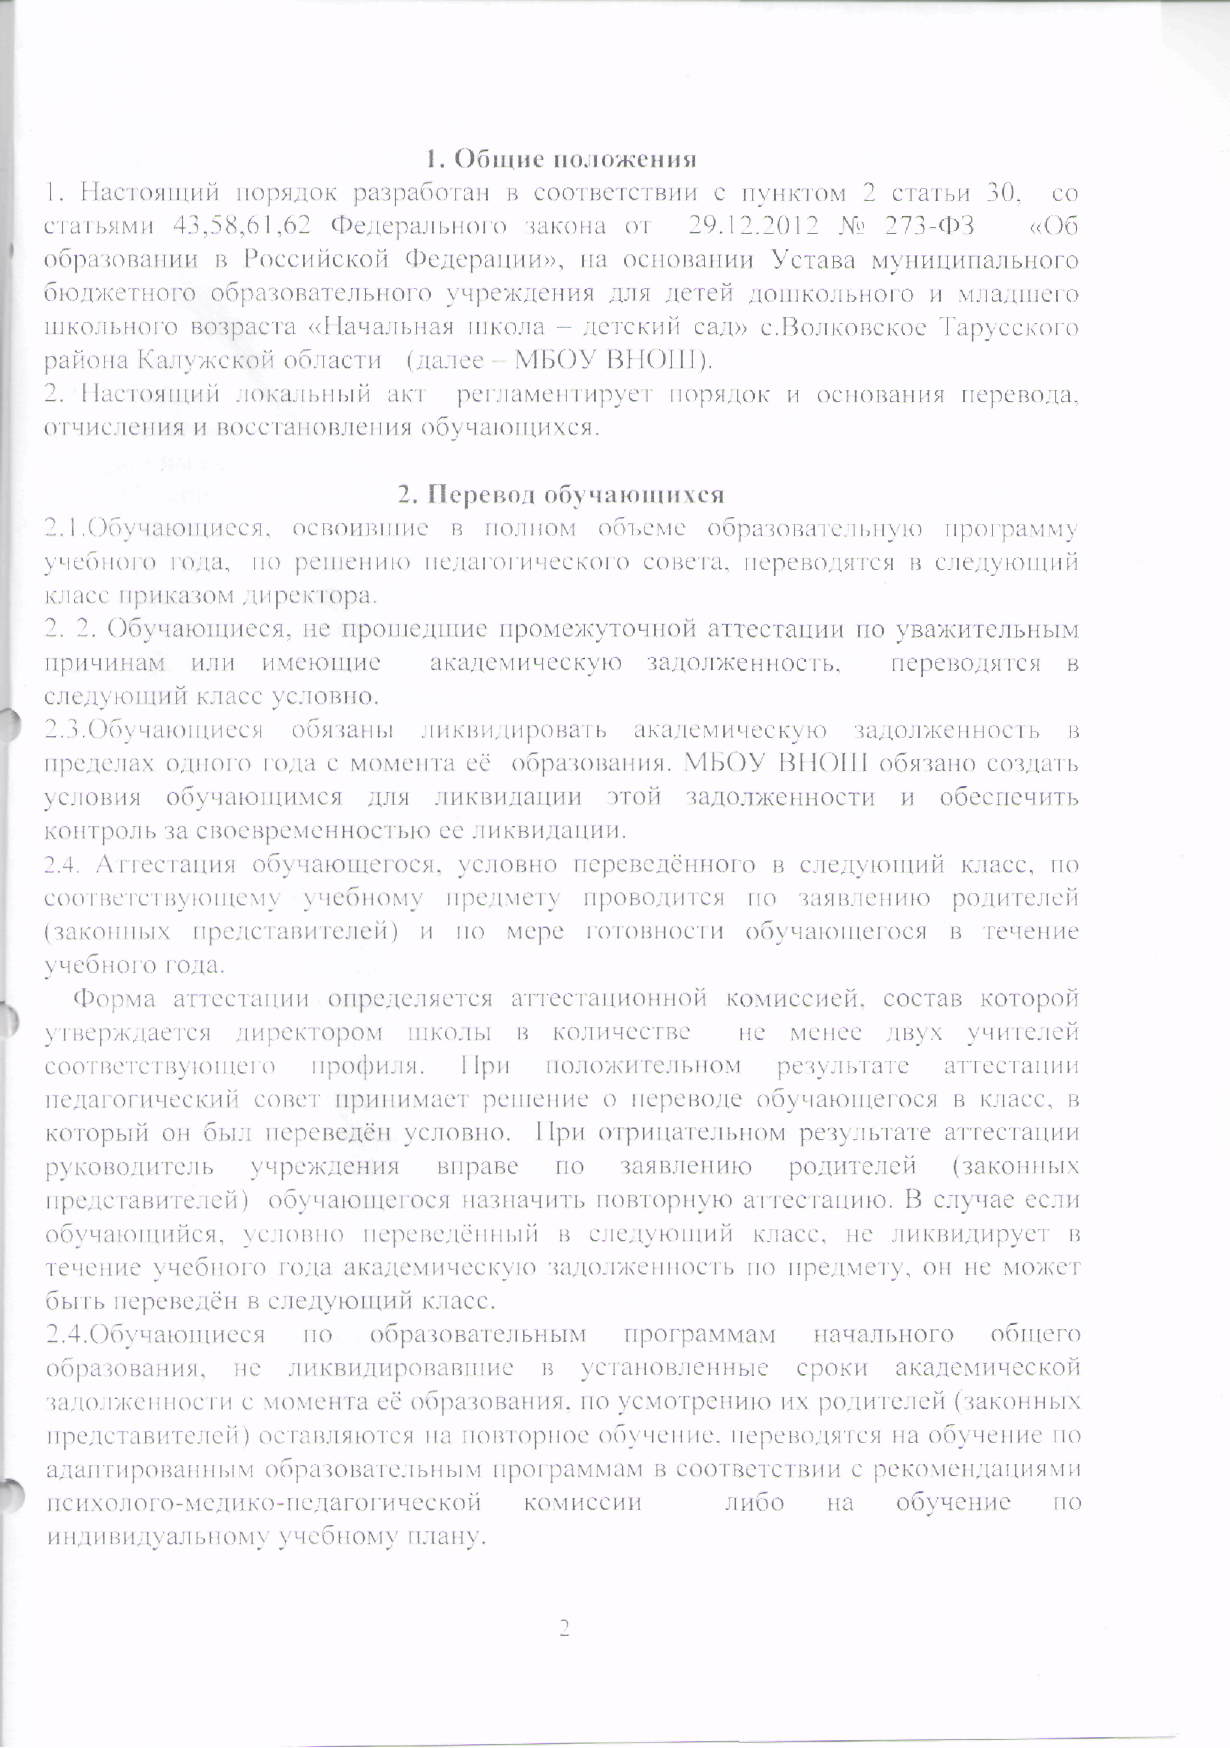 1. Общие положения
1. Настоящий порядок разработан в соответствии с пунктом 2 статьи 30, со
статьями 43,58,61,62 Федерального закона от 29.12.2012 № 273-ФЗ «Об
образовании в Российской Федерации», на основании Устава муниципального
бюджетного образовательного учреждения для детей дошкольного и младшего
школьного возраста «Начальная школа – детский сад» с.Волковское Тарусского
района Калужской области (далее – МБОУ ВНОШ).
2. Настоящий локальный акт регламентирует порядок и основания перевода,
отчисления и восстановления обучающихся.
2. Перевод обучающихся
2.1.Обучающиеся, освоившие в полном объеме образовательную программу
учебного года, по решению педагогического совета, переводятся в следующий
класс приказом директора.
2. 2. Обучающиеся, не прошедшие промежуточной аттестации по уважительным
причинам или имеющие академическую задолженность, переводятся в
следующий класс условно.
2.3.Обучающиеся обязаны ликвидировать академическую задолженность в
пределах одного года с момента её образования. МБОУ ВНОШ обязано создать
условия обучающимся для ликвидации этой задолженности и обеспечить
контроль за своевременностью ее ликвидации.
2.4. Аттестация обучающегося, условно переведённого в следующий класс, по
соответствующему учебному предмету проводится по заявлению родителей
(законных представителей) и по мере готовности обучающегося в течение
учебного года.
Форма аттестации определяется аттестационной комиссией, состав которой
утверждается директором школы в количестве не менее двух учителей
соответствующего профиля. При положительном результате аттестации
педагогический совет принимает решение о переводе обучающегося в класс, в
который он был переведён условно. При отрицательном результате аттестации
руководитель учреждения вправе по заявлению родителей (законных
представителей) обучающегося назначить повторную аттестацию. В случае если
обучающийся, условно переведённый в следующий класс, не ликвидирует в
течение учебного года академическую задолженность по предмету, он не может
быть переведён в следующий класс.
2.4.Обучающиеся по образовательным программам начального общего
образования, не ликвидировавшие в установленные сроки академической
задолженности с момента её образования, по усмотрению их родителей (законных
представителей) оставляются на повторное обучение, переводятся на обучение по
адаптированным образовательным программам в соответствии с рекомендациями
психолого-медико-педагогической комиссии либо на обучение по
индивидуальному учебному плану.
2